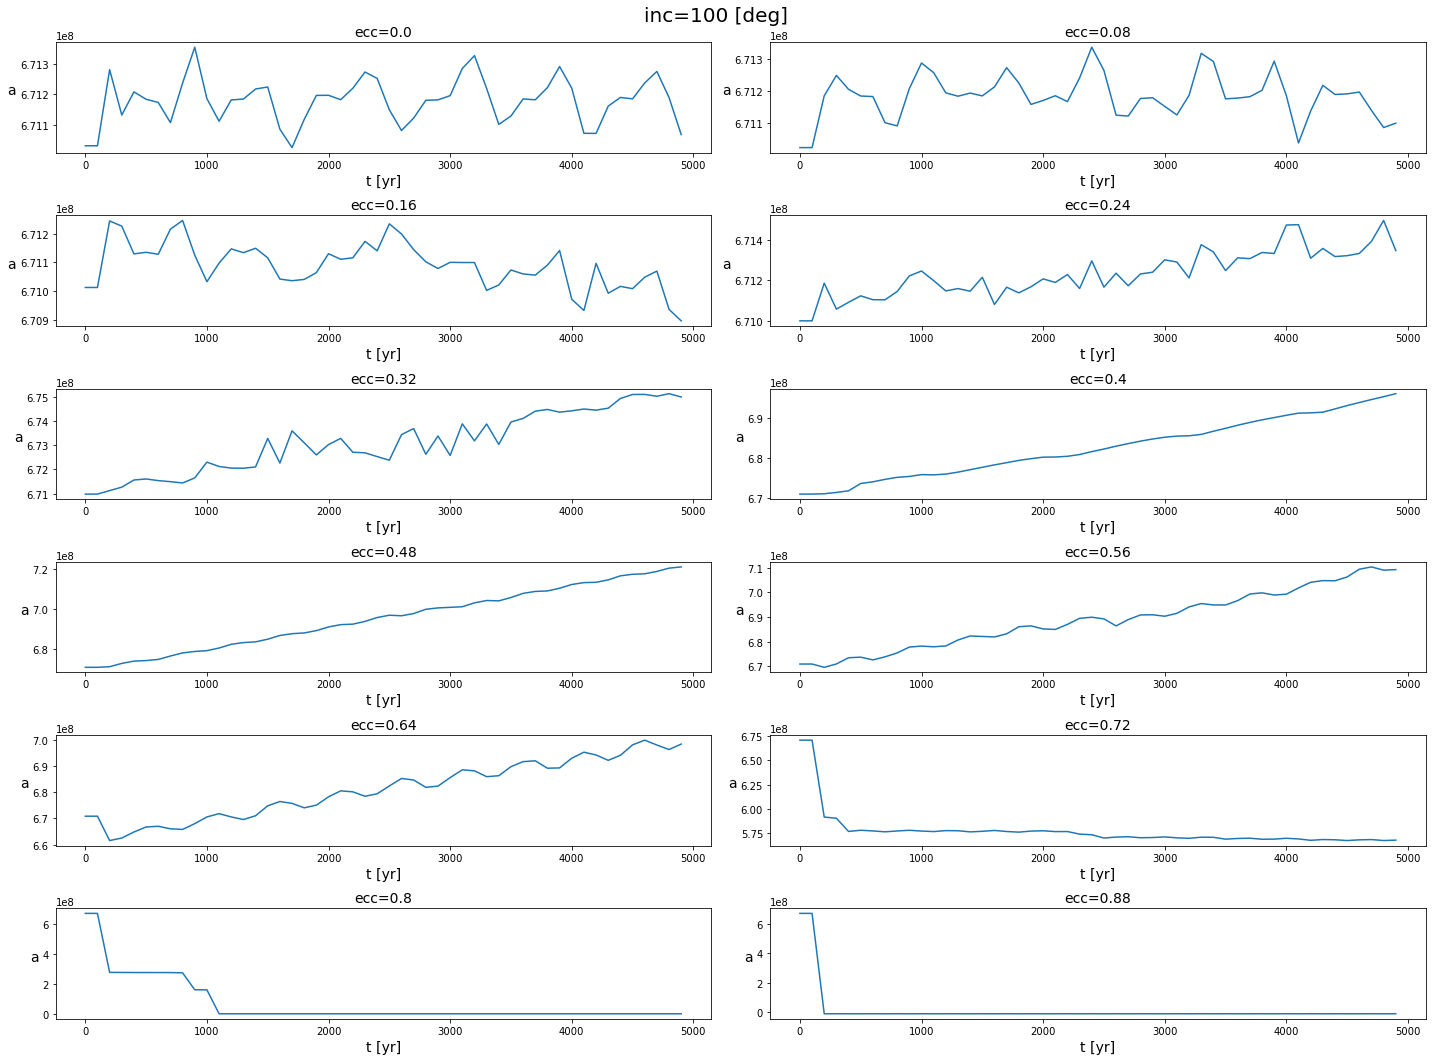 inc=100 [deg]
ecc=0.0
1e8
6.713
6.712
6.711
a
0 1000 2000 3000 4000 5000
t [yr]
ecc=0.08
1e8
6.713
6.712
6.711
a
0 1000 2000 3000 4000 5000
t [yr]
ecc=0.16
1e8
6.712
6.711
6.710
6.709
a
0 1000 2000 3000 4000 5000
t [yr]
ecc=0.24
1e8
6.714
6.712
6.710
a
0 1000 2000 3000 4000 5000
t [yr]
ecc=0.32
1e8
6.75
6.74
6.73
6.72
6.71
a
0 1000 2000 3000 4000 5000
t [yr]
ecc=0.4
1e8
6.9
6.8
6.7
a
0 1000 2000 3000 4000 5000
t [yr]
ecc=0.48
1e8
7.2
7.0
6.8
a
0 1000 2000 3000 4000 5000
t [yr]
ecc=0.56
1e8
7.1
7.0
6.9
6.8
6.7
a
0 1000 2000 3000 4000 5000
t [yr]
ecc=0.64
1e8
7.0
6.9
6.8
6.7
6.6
a
0 1000 2000 3000 4000 5000
t [yr]
ecc=0.72
1e8
6.75
6.50
6.25
6.00
5.75
a
0 1000 2000 3000 4000 5000
t [yr]
ecc=0.8
1e8
6
4
2
0
a
0 1000 2000 3000 4000 5000
t [yr]
ecc=0.88
1e8
6
4
2
0
a
0 1000 2000 3000 4000 5000
t [yr]